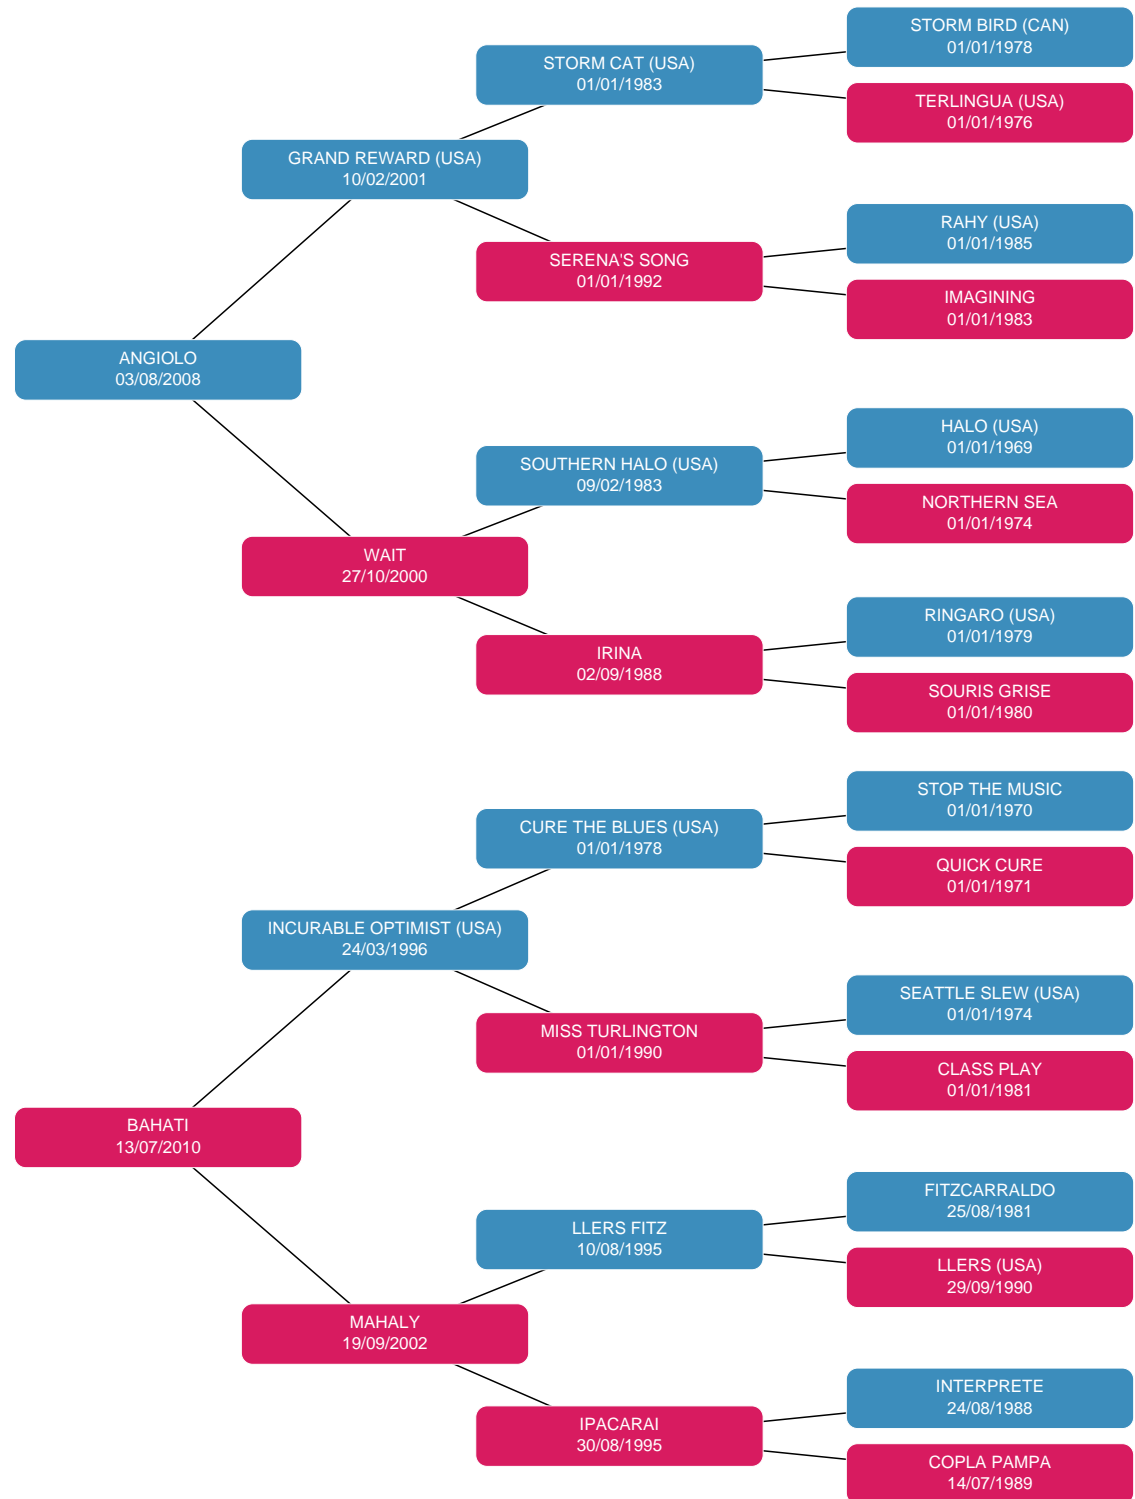 STORM BIRD (CAN)
01/01/1978
STORM CAT (USA)
01/01/1983
TERLINGUA (USA)
01/01/1976
GRAND REWARD (USA)
10/02/2001
RAHY (USA)
01/01/1985
SERENA'S SONG
01/01/1992
IMAGINING
01/01/1983
ANGIOLO
03/08/2008
HALO (USA)
01/01/1969
SOUTHERN HALO (USA)
09/02/1983
NORTHERN SEA
01/01/1974
WAIT
27/10/2000
RINGARO (USA)
01/01/1979
IRINA
02/09/1988
SOURIS GRISE
01/01/1980
STOP THE MUSIC
01/01/1970
CURE THE BLUES (USA)
01/01/1978
QUICK CURE
01/01/1971
INCURABLE OPTIMIST (USA)
24/03/1996
SEATTLE SLEW (USA)
01/01/1974
MISS TURLINGTON
01/01/1990
CLASS PLAY
01/01/1981
BAHATI
13/07/2010
FITZCARRALDO
25/08/1981
LLERS FITZ
10/08/1995
LLERS (USA)
29/09/1990
MAHALY
19/09/2002
INTERPRETE
24/08/1988
IPACARAI
30/08/1995
COPLA PAMPA
14/07/1989